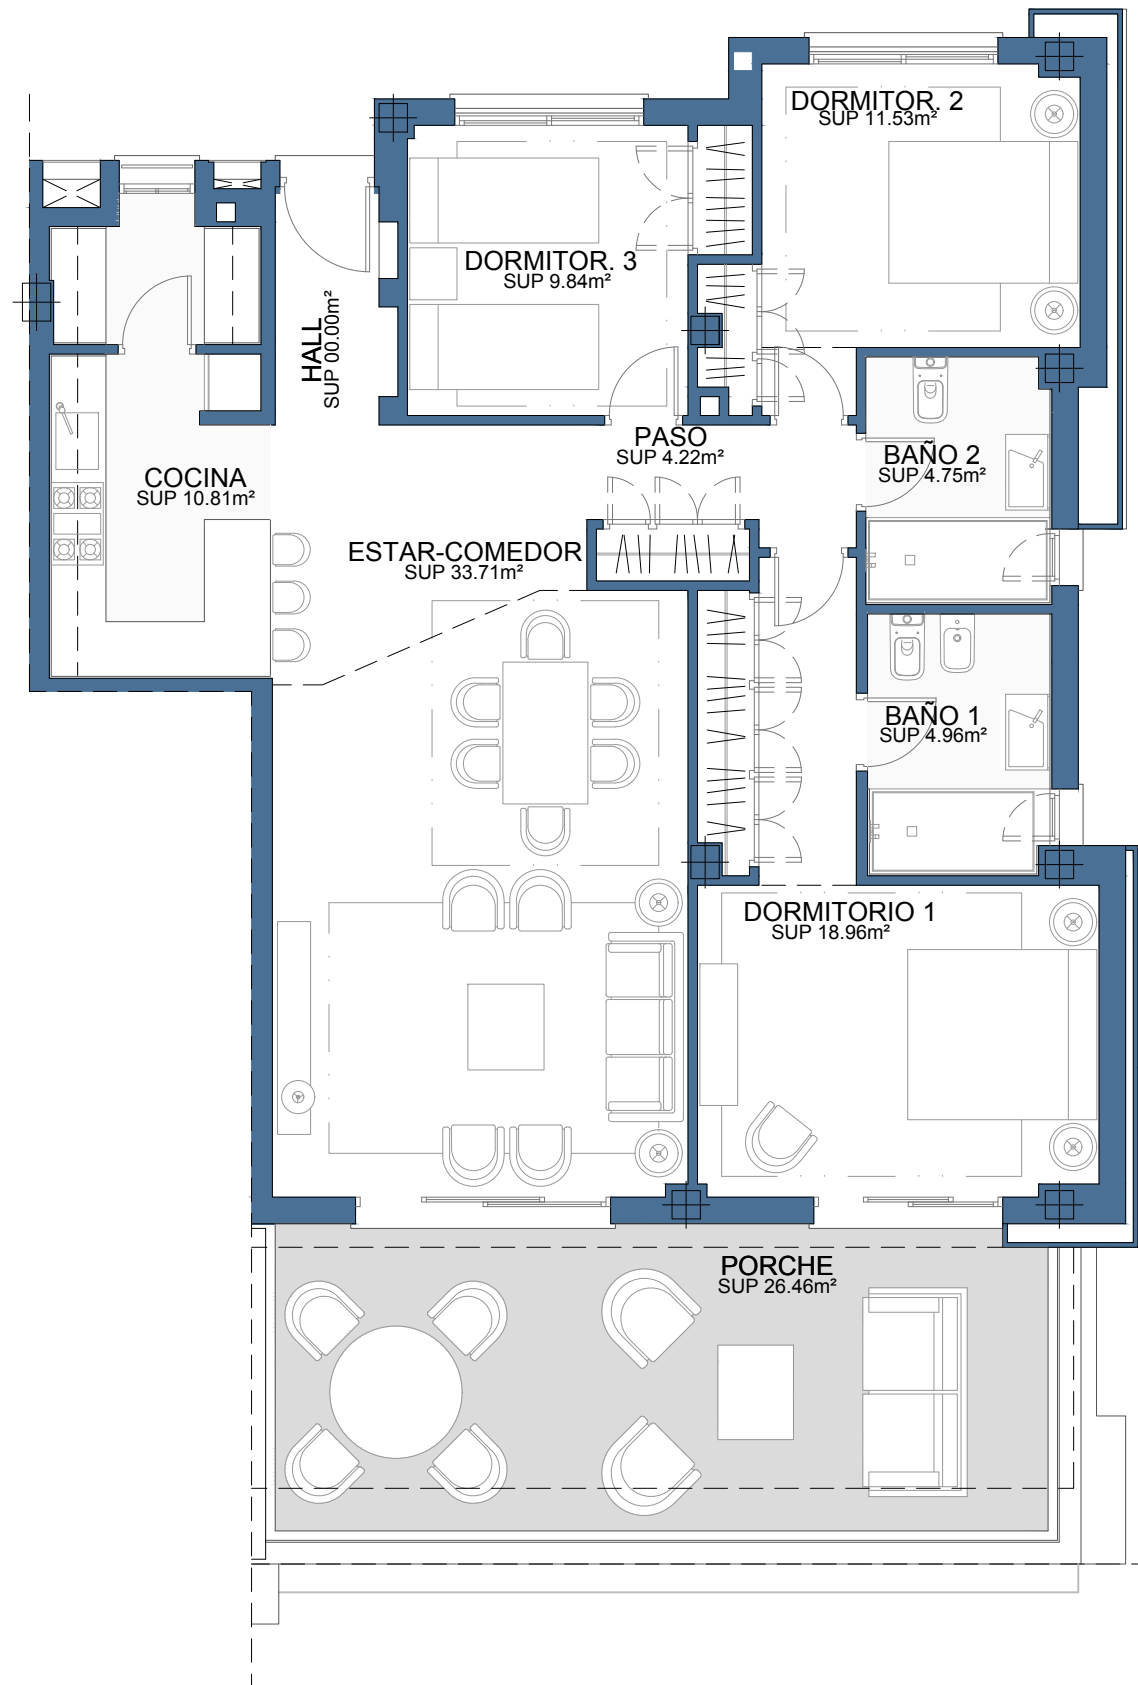 DORMITOR. 2
SUP 11.53m²
DORMITOR. 3
SUP 9.84m²
HALL
SUP 00.00m²
PASO
SUP 4.22m²
BAÑO 2
SUP 4.75m²
COCINA
SUP 10.81m²
ESTAR-COMEDOR
SUP 33.71m²
BAÑO 1
SUP 4.96m²
DORMITORIO 1
SUP 18.96m²
PORCHE
SUP 26.46m²